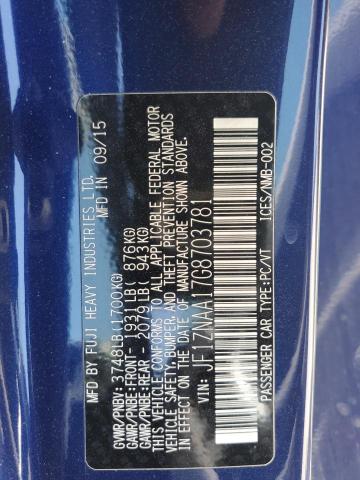 MFD BY FUJI HEAVY INDUSTRIES LTD.
MFD IN 09/15
GVWR/PNBV: 3748LB(1700KG)
GAWR/PNBE:FRONT- 1931LB( 876KG)
GAWR/PNBE:REAR - 2079LB( 943KG)
THIS VEHICLE CONFORMS TO ALL APPLICABLE FEDERAL MOTOR
VEHICLE SAFETY, BUMPER, AND THEFT PREVENTION STANDARDS
IN EFFECT ON THE DATE OF MANUFACTURE SHOWN ABOVE.
VIN : JF1ZNAA17G8703781
PASSENGER CAR TYPE:PC/VT ICES/NMB-002